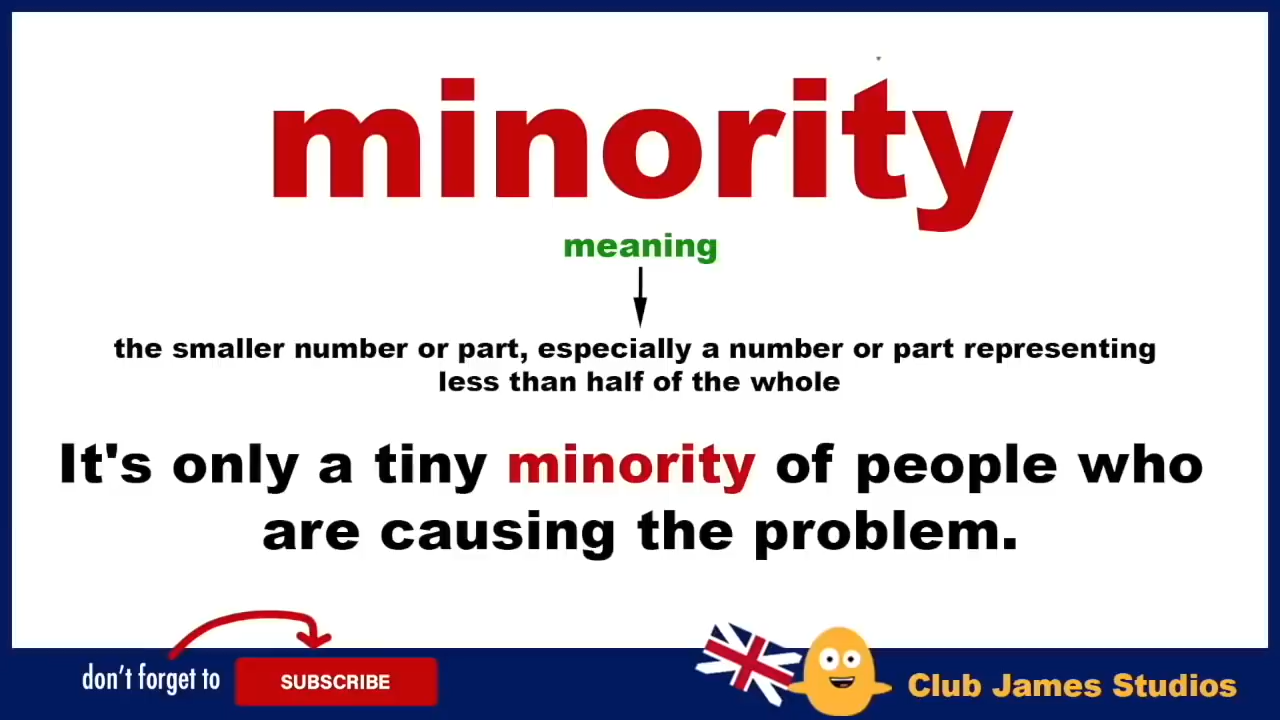 minority
meaning
the smaller number or part, especially a number or part representing
less than half of the whole
It's only a tiny minority of people who
are causing the problem.
don't forget to
SUBSCRIBE
Club James Studios